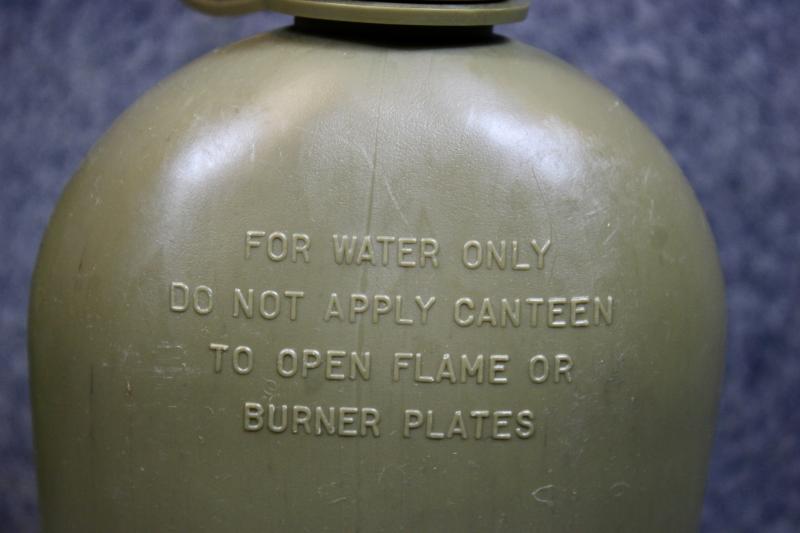 FOR WATER ONLY
DO NOT APPLY CANTEEN
TO OPEN FLAME OR
BURNER PLATES